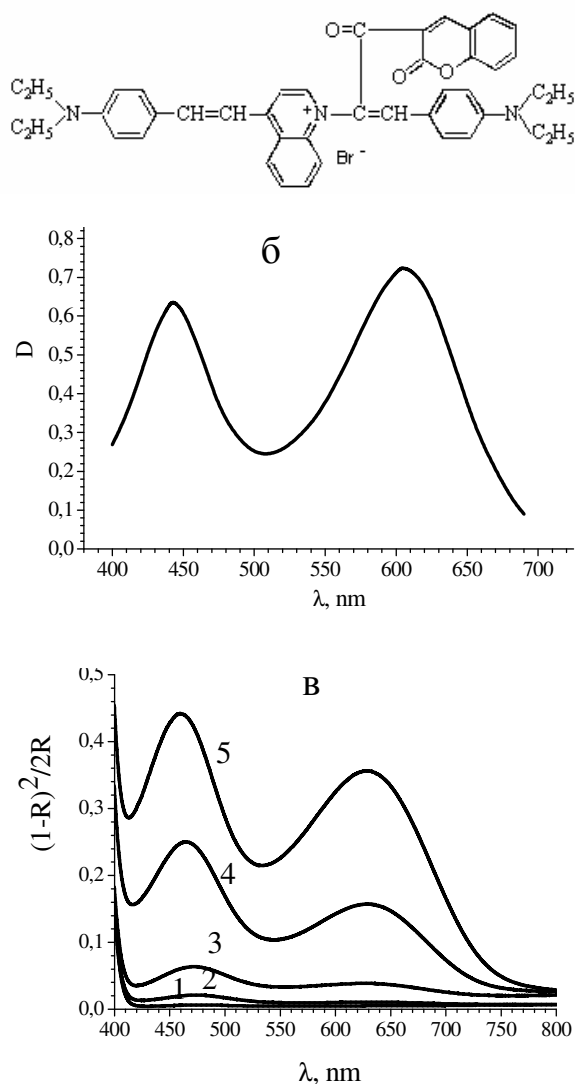 O=C
O
O
C₂H₅
C₂H₅
N
CH=CH
+
N
C=CH
N
C₂H₅
C₂H₅
Br⁻
б
0,8
0,7
0,6
0,5
0,4
0,3
0,2
0,1
0,0
D
400 450 500 550 600 650 700
λ, nm
в
0,5
0,4
0,3
0,2
0,1
0,0
(1-R)²/2R
5
4
3
2
1
400 450 500 550 600 650 700 750 800
λ, nm